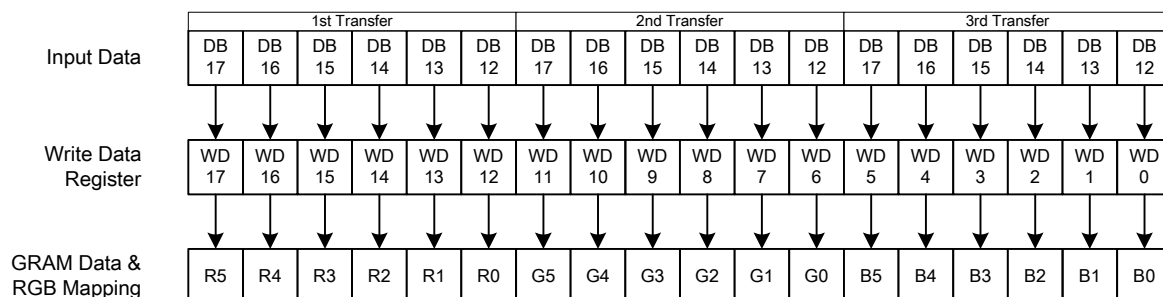 1st Transfer 2nd Transfer 3rd Transfer
Input Data DB 17 DB 16 DB 15 DB 14 DB 13 DB 12 DB 17 DB 16 DB 15 DB 14 DB 13 DB 12 DB 17 DB 16 DB 15 DB 14 DB 13 DB 12
Write Data Register WD 17 WD 16 WD 15 WD 14 WD 13 WD 12 WD 11 WD 10 WD 9 WD 8 WD 7 WD 6 WD 5 WD 4 WD 3 WD 2 WD 1 WD 0
GRAM Data & RGB Mapping R5 R4 R3 R2 R1 R0 G5 G4 G3 G2 G1 G0 B5 B4 B3 B2 B1 B0